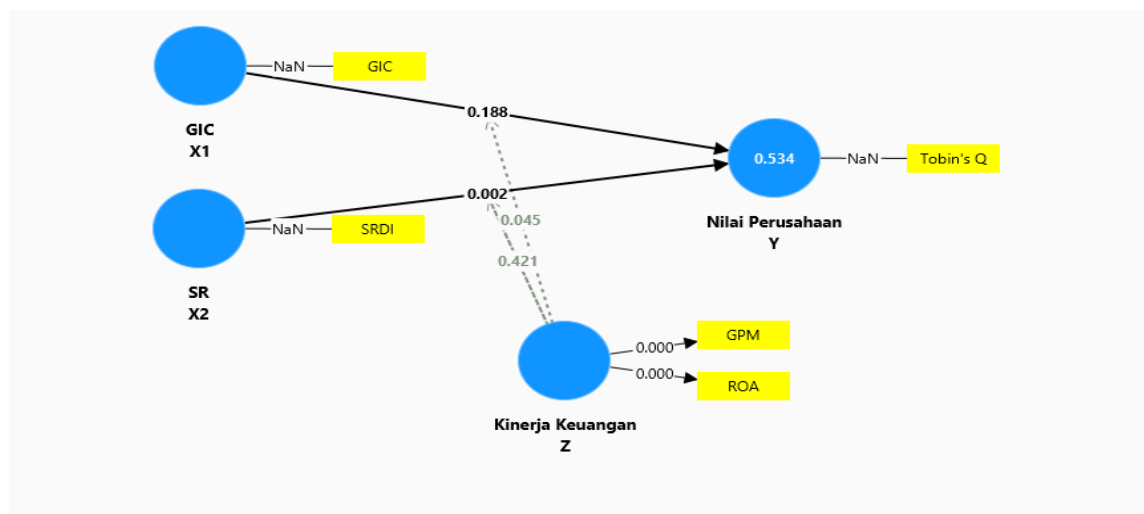 NaN
GIC
GIC
X1
0.188
0.534
NaN
Tobin's Q
Nilai Perusahaan
Y
0.002
NaN
SRDI
SR
X2
0.045
0.421
0.000
GPM
0.000
ROA
Kinerja Keuangan
Z